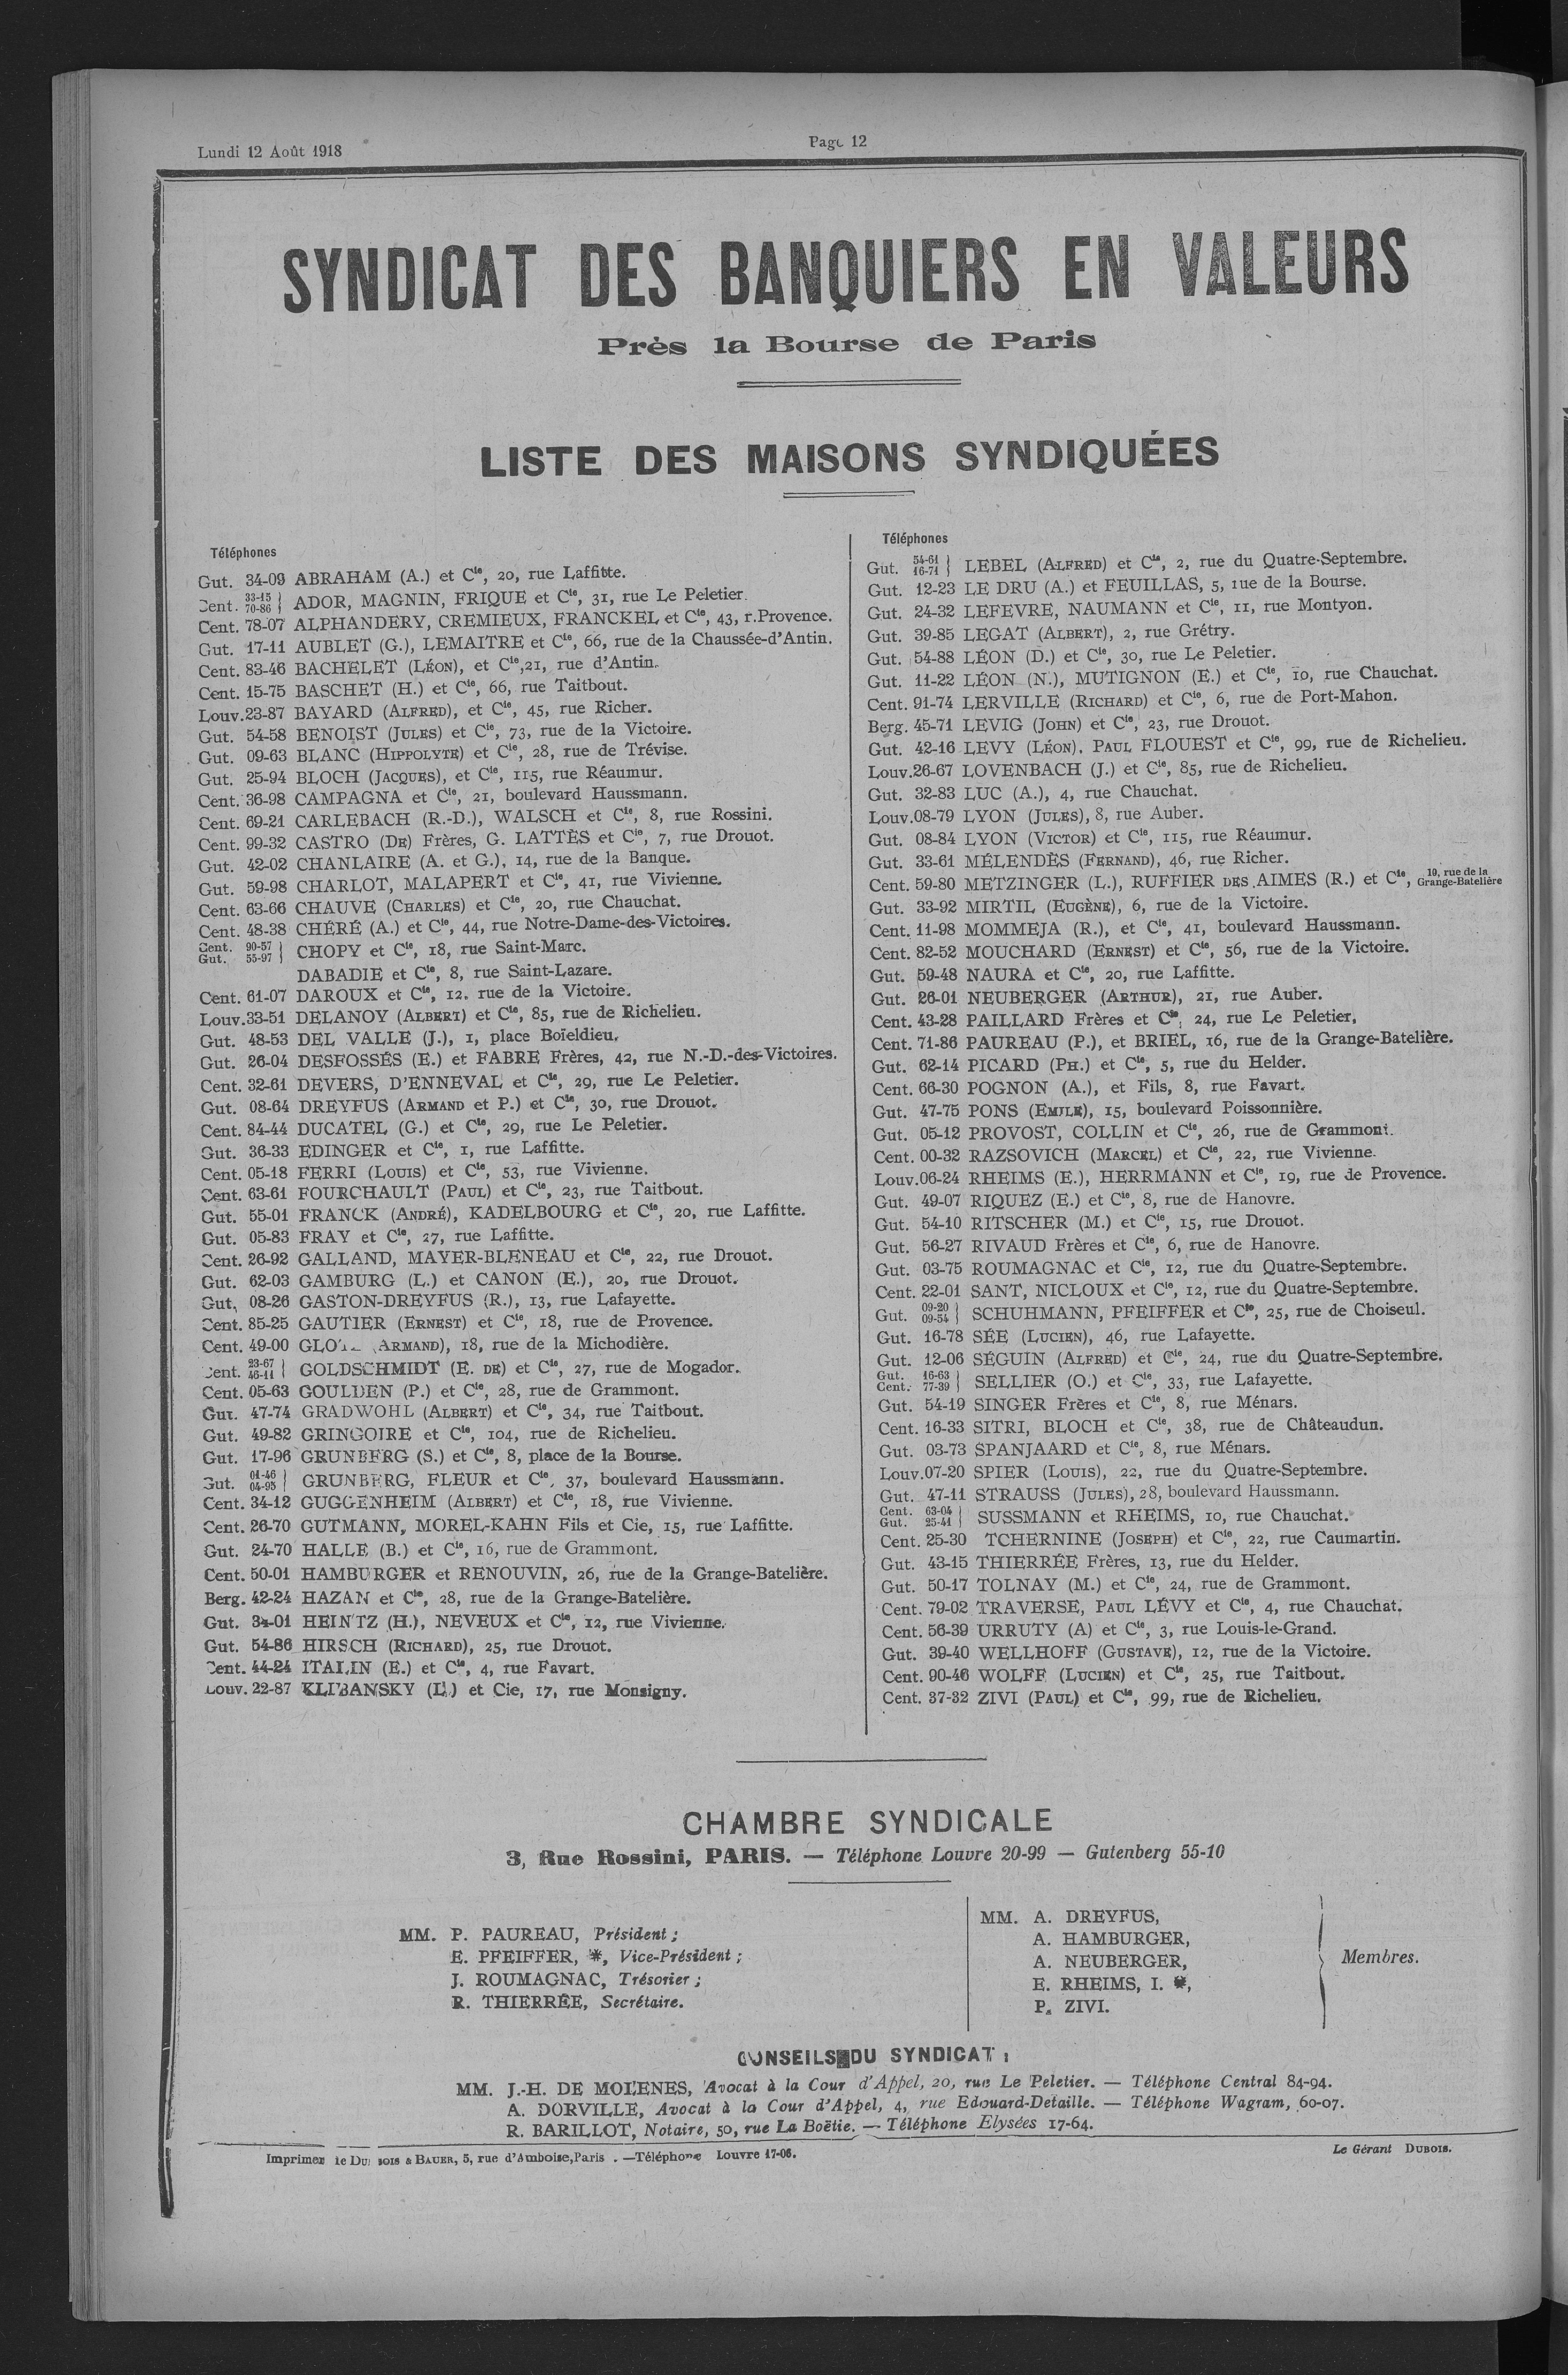 Lundi 12 Août 1918
Page 12
SYNDICAT DES BANQUIERS EN VALEURS
Près la Bourse de Paris
LISTE DES MAISONS SYNDIQUÉES
Téléphones
Gut. 34-09 ABRAHAM (A.) et Cie, 20, rue Laffitte.
Cent. 33-15 70-86 } ADOR, MAGNIN, FRIQUE et Cie, 31, rue Le Peletier.
Cent. 78-07 ALPHANDERY, CREMIEUX, FRANCKEL et Cie, 43, r.Provence.
Gut. 17-11 AUBLET (G.), LEMAITRE et Cie, 66, rue de la Chaussée-d'Antin.
Cent. 83-46 BACHELET (LÉON), et Cie,21, rue d'Antin.
Cent. 15-75 BASCHET (H.) et Cie, 66, rue Taitbout.
Louv.23-87 BAYARD (ALFRED), et Cie, 45, rue Richer.
Gut. 54-58 BENOIST (JULES) et Cie, 73, rue de la Victoire.
Gut. 09-63 BLANC (HIPPOLYTE) et Cie, 28, rue de Trévise.
Gut. 25-94 BLOCH (JACQUES), et Cie, 115, rue Réaumur.
Cent. 36-98 CAMPAGNA et Cie, 21, boulevard Haussmann.
Cent. 69-21 CARLEBACH (R.-D.), WALSCH et Cie, 8, rue Rossini.
Cent. 99-32 CASTRO (DE) Frères, G. LATTÈS et Cie, 7, rue Drouot.
Gut. 42-02 CHANLAIRE (A. et G.), 14, rue de la Banque.
Gut. 59-98 CHARLOT, MALAPERT et Cie, 41, rue Vivienne.
Cent. 63-66 CHAUVE (CHARLES) et Cie, 20, rue Chauchat.
Cent. 48-38 CHÉRÉ (A.) et Cie, 44, rue Notre-Dame-des-Victoires.
Cent. 90-57 Gut. 55-97 } CHOPY et Cie, 18, rue Saint-Marc.
DABADIE et Cie, 8, rue Saint-Lazare.
Cent. 61-07 DAROUX et Cie, 12, rue de la Victoire.
Louv.33-51 DELANOY (ALBERT) et Cie, 85, rue de Richelieu.
Gut. 48-53 DEL VALLE (J.), 1, place Boïeldieu.
Gut. 26-04 DESFOSSÉS (E.) et FABRE Frères, 42, rue N.-D.-des-Victoires.
Cent. 32-61 DEVERS, D'ENNEVAL et Cie, 29, rue Le Peletier.
Gut. 08-64 DREYFUS (ARMAND et P.) et Cie, 30, rue Drouot.
Cent. 84-44 DUCATEL (G.) et Cie, 29, rue Le Peletier.
Gut. 36-33 EDINGER et Cie, 1, rue Laffitte.
Cent. 05-18 FERRI (LOUIS) et Cie, 53, rue Vivienne.
Cent. 63-61 FOURCHAULT (PAUL) et Cie, 23, rue Taitbout.
Gut. 55-01 FRANCK (ANDRÉ), KADELBOURG et Cie, 20, rue Laffitte.
Gut. 05-83 FRAY et Cie, 27, rue Laffitte.
Cent. 26-92 GALLAND, MAYER-BLENEAU et Cie, 22, rue Drouot.
Gut. 62-03 GAMBURG (L.) et CANON (E.), 20, rue Drouot.
Gut. 08-26 GASTON-DREYFUS (R.), 13, rue Lafayette.
Cent. 85-25 GAUTIER (ERNEST) et Cie, 18, rue de Provence.
Cent. 49-00 (ARMAND), 18, rue de la Michodière.
Cent. 23-67 46-11 } GOLDSCHMIDT (E. DE) et Cie, 27, rue de Mogador.
Cent. 05-63 GOULDEN (P.) et Cie, 28, rue de Grammont.
Gut. 47-74 GRADWOHL (ALBERT) et Cie, 34, rue Taitbout.
Gut. 49-82 GRINGOIRE et Cie, 104, rue de Richelieu.
Gut. 17-96 GRUNBERG (S.) et Cie, 8, place de la Bourse.
Gut. 01-46 04-95 } GRUNBERG, FLEUR et Cie, 37, boulevard Haussmann.
Cent. 34-12 GUGGENHEIM (ALBERT) et Cie, 18, rue Vivienne.
Cent. 26-70 GUTMANN, MOREL-KAHN Fils et Cie, 15, rue Laffitte.
Gut. 24-70 HALLE (B.) et Cie, 16, rue de Grammont.
Cent. 50-01 HAMBURGER et RENOUVIN, 26, rue de la Grange-Batelière.
Berg. 42-24 HAZAN et Cie, 28, rue de la Grange-Batelière.
Gut. 34-01 HEINTZ (H.), NEVEUX et Cie, 12, rue Vivienne.
Gut. 54-86 HIRSCH (RICHARD), 25, rue Drouot.
Cent. 44-24 ITALIN (E.) et Cie, 4, rue Favart.
Louv. 22-87 KLIBANSKY (L.) et Cie, 17, rue Monsigny.
Téléphones
Gut. 54-61 16-71 } LEBEL (ALFRED) et Cie, 2, rue du Quatre-Septembre.
Gut. 12-23 LE DRU (A.) et FEUILLAS, 5, rue de la Bourse.
Gut. 24-32 LEFEVRE, NAUMANN et Cie, 11, rue Montyon.
Gut. 39-85 LEGAT (ALBERT), 2, rue Grétry.
Gut. 54-88 LÉON (D.) et Cie, 30, rue Le Peletier.
Gut. 11-22 LÉON (N.), MUTIGNON (E.) et Cie, 10, rue Chauchat.
Cent. 91-74 LERVILLE (RICHARD) et Cie, 6, rue de Port-Mahon.
Berg. 45-71 LEVIG (JOHN) et Cie, 23, rue Drouot.
Gut. 42-16 LEVY (LÉON), PAUL FLOUEST et Cie, 99, rue de Richelieu.
Louv.26-67 LOVENBACH (J.) et Cie, 85, rue de Richelieu.
Gut. 32-83 LUC (A.), 4, rue Chauchat.
Louv.08-79 LYON (JULES), 8, rue Auber.
Gut. 08-84 LYON (VICTOR) et Cie, 115, rue Réaumur.
Gut. 33-61 MÉLENDÈS (FERNAND), 46, rue Richer.
Cent. 59-80 METZINGER (L.), RUFFIER DES AIMES (R.) et Cie, 19, rue de la Grange-Batelière
Gut. 33-92 MIRTIL (EUGÈNE), 6, rue de la Victoire.
Cent. 11-98 MOMMEJA (R.), et Cie, 41, boulevard Haussmann.
Cent. 82-52 MOUCHARD (ERNEST) et Cie, 56, rue de la Victoire.
Gut. 59-48 NAURA et Cie, 20, rue Laffitte.
Gut. 26-01 NEUBERGER (ARTHUR), 21, rue Auber.
Cent. 43-28 PAILLARD Frères et Cie, 24, rue Le Peletier,
Cent. 71-86 PAUREAU (P.), et BRIEL, 16, rue de la Grange-Batelière.
Gut. 62-14 PICARD (PH.) et Cie, 5, rue du Helder.
Cent. 66-30 POGNON (A.), et Fils, 8, rue Favart.
Gut. 47-75 PONS (EMILE), 15, boulevard Poissonnière.
Gut. 05-12 PROVOST, COLLIN et Cie, 26, rue de Grammont.
Cent. 00-32 RAZSOVICH (MARCEL) et Cie, 22, rue Vivienne.
Louv.06-24 RHEIMS (E.), HERRMANN et Cie, 19, rue de Provence.
Gut. 49-07 RIQUEZ (E.) et Cie, 8, rue de Hanovre.
Gut. 54-10 RITSCHER (M.) et Cie, 15, rue Drouot.
Gut. 56-27 RIVAUD Frères et Cie, 6, rue de Hanovre.
Gut. 03-75 ROUMAGNAC et Cie, 12, rue du Quatre-Septembre.
Cent. 22-01 SANT, NICLOUX et Cie, 12, rue du Quatre-Septembre.
Gut. 09-20 09-54 } SCHUHMANN, PFEIFFER et Cie, 25, rue de Choiseul.
Gut. 16-78 SÉE (LUCIEN), 46, rue Lafayette.
Gut. 12-06 SÉGUIN (ALFRED) et Cie, 24, rue du Quatre-Septembre.
Gut. 16-63 Cent. 77-39 } SELLIER (O.) et Cie, 33, rue Lafayette.
Gut. 54-19 SINGER Frères et Cie, 8, rue Ménars.
Cent. 16-33 SITRI, BLOCH et Cie, 38, rue de Châteaudun.
Gut. 03-73 SPANJAARD et Cie, 8, rue Ménars.
Louv.07-20 SPIER (LOUIS), 22, rue du Quatre-Septembre.
Gut. 47-11 STRAUSS (JULES), 28, boulevard Haussmann.
Cent. 63-04 Gut. 25-41 } SUSSMANN et RHEIMS, 10, rue Chauchat.
Cent. 25-30 TCHERNINE (JOSEPH) et Cie, 22, rue Caumartin.
Gut. 43-15 THIERRÉE Frères, 13, rue du Helder.
Gut. 50-17 TOLNAY (M.) et Cie, 24, rue de Grammont.
Cent. 79-02 TRAVERSE, PAUL LÉVY et Cie, 4, rue Chauchat.
Cent. 56-39 URRUTY (A) et Cie, 3, rue Louis-le-Grand.
Gut. 39-40 WELLHOFF (GUSTAVE), 12, rue de la Victoire.
Cent. 90-46 WOLFF (LUCIEN) et Cie, 25, rue Taitbout.
Cent. 37-32 ZIVI (PAUL) et Cie, 99, rue de Richelieu.
CHAMBRE SYNDICALE
3, Rue Rossini, PARIS. — Téléphone Louvre 20-99 — Gutenberg 55-10
MM. P. PAUREAU, Président ;
E. PFEIFFER, ✻, Vice-Président ;
J. ROUMAGNAC, Trésorier ;
R. THIERRÉE, Secrétaire.
MM. A. DREYFUS,
A. HAMBURGER,
A. NEUBERGER,
E. RHEIMS, I. ✻,
P. ZIVI.
Membres.
CONSEILS DU SYNDICAT :
MM. J.-H. DE MOLÈNES, Avocat à la Cour d'Appel, 20, rue Le Peletier. — Téléphone Central 84-94.
A. DORVILLE, Avocat à la Cour d'Appel, 4, rue Edouard-Detaille. — Téléphone Wagram, 60-07.
R. BARILLOT, Notaire, 50, rue La Boëtie. — Téléphone Elysées 17-64.
Imprimerie DUBOIS & BAUER, 5, rue d'Amboise, Paris. —Téléphone Louvre 17-06.
Le Gérant DUBOIS.